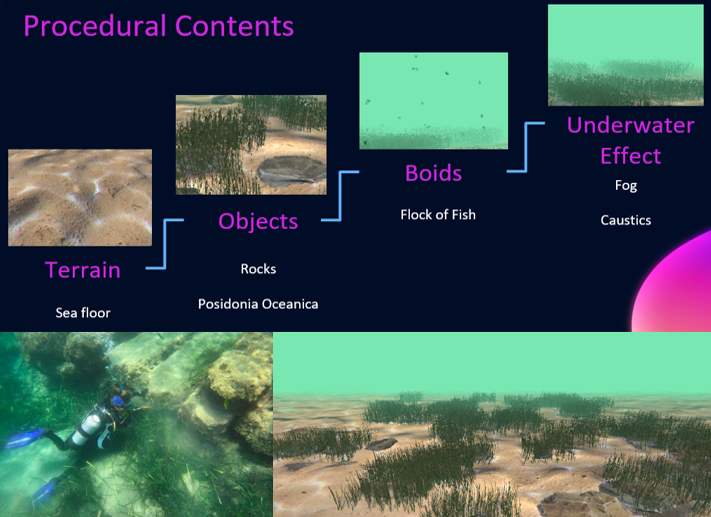 Procedural Contents
Terrain
Sea floor
Objects
Rocks
Posidonia Oceanica
Boids
Flock of Fish
Underwater
Effect
Fog
Caustics